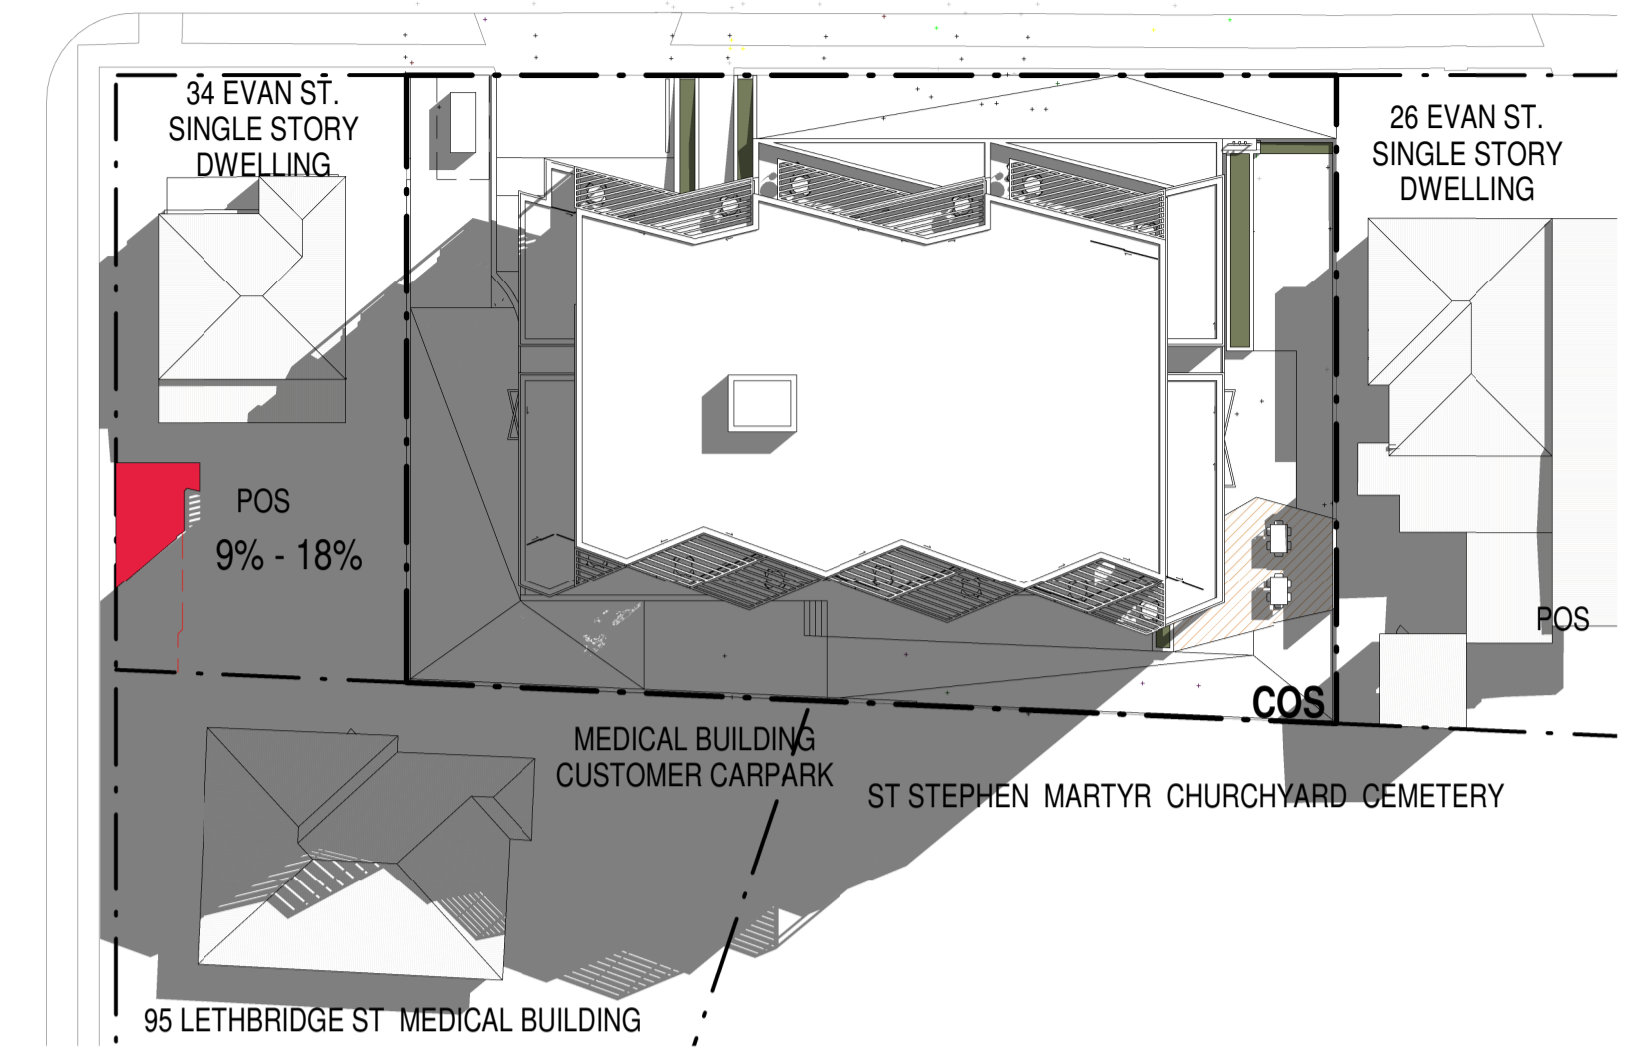 34 EVAN ST.
SINGLE STORY
DWELLING
26 EVAN ST.
SINGLE STORY
DWELLING
POS
9% - 18%
POS
COS
MEDICAL BUILDING
CUSTOMER CARPARK
ST STEPHEN MARTYR CHURCHYARD CEMETERY
95 LETHBRIDGE ST MEDICAL BUILDING